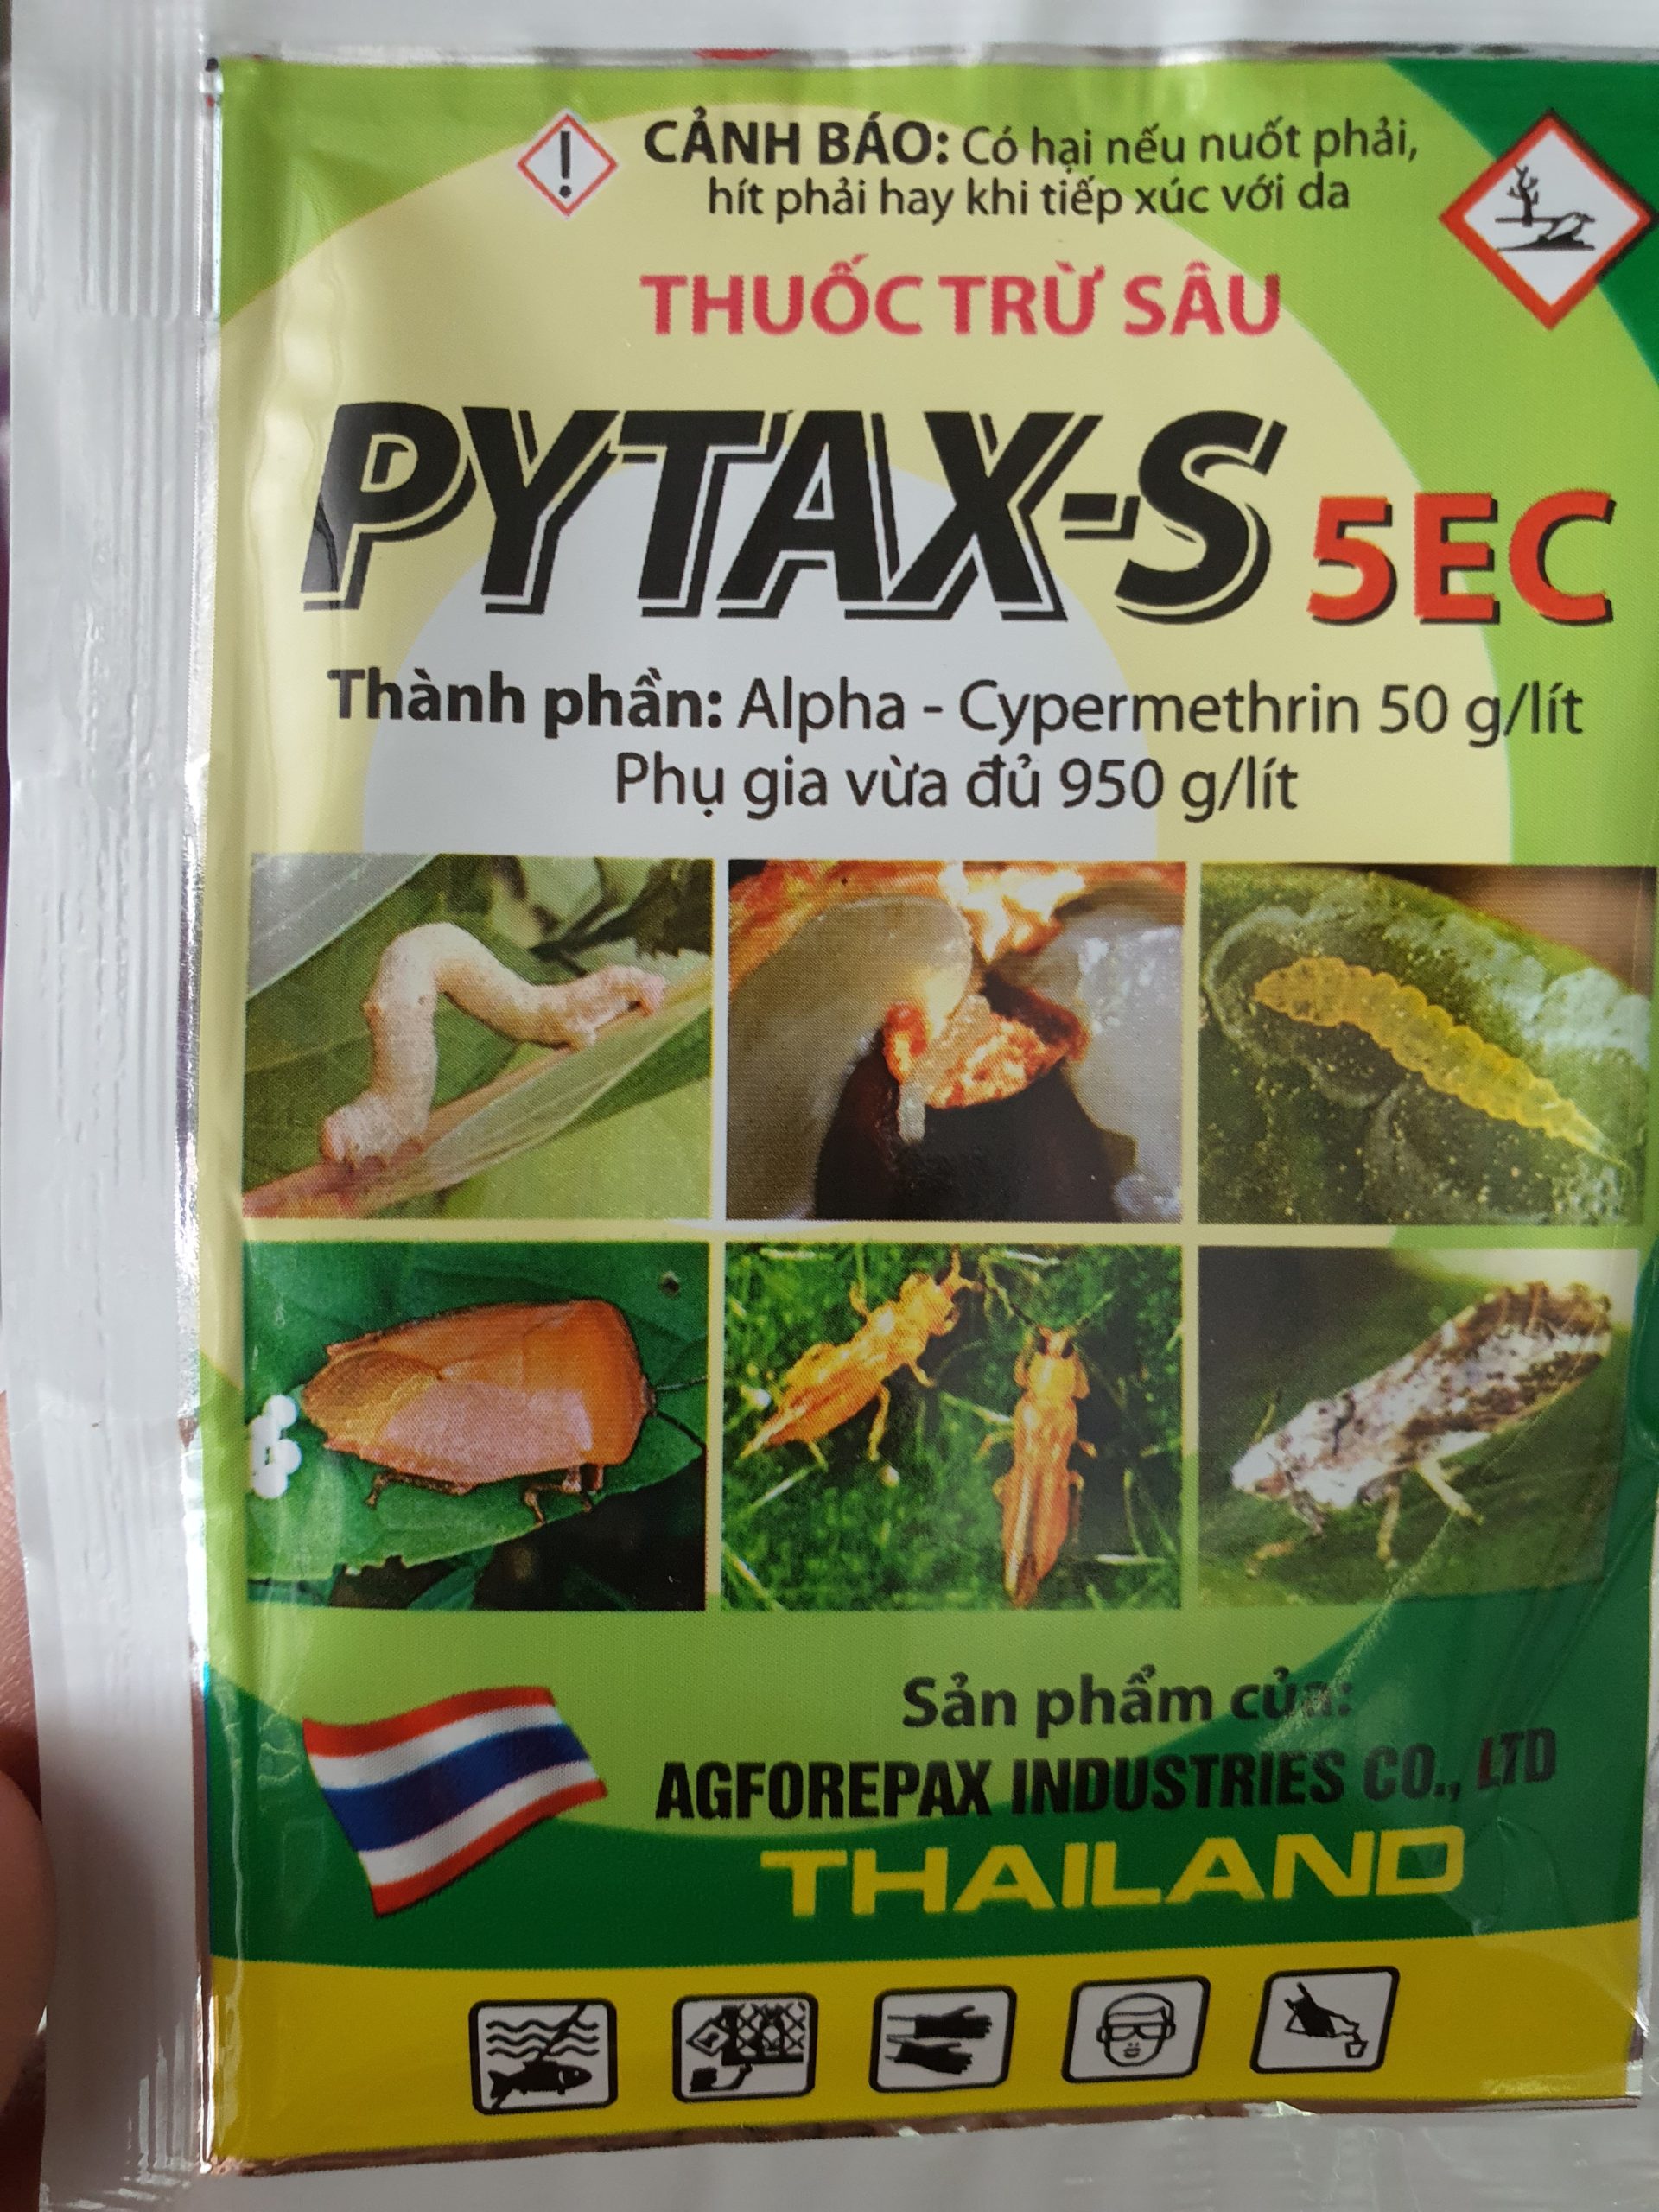 CẢNH BÁO: Có hại nếu nuốt phải,
hít phải hay khi tiếp xúc với da
THUỐC TRỪ SÂU
PYTAX-S 5EC
Thành phần: Alpha - Cypermethrin 50 g/lít
Phụ gia vừa đủ 950 g/lít
Sản phẩm của:
AGFOREPAX INDUSTRIES CO., LTD
THAILAND